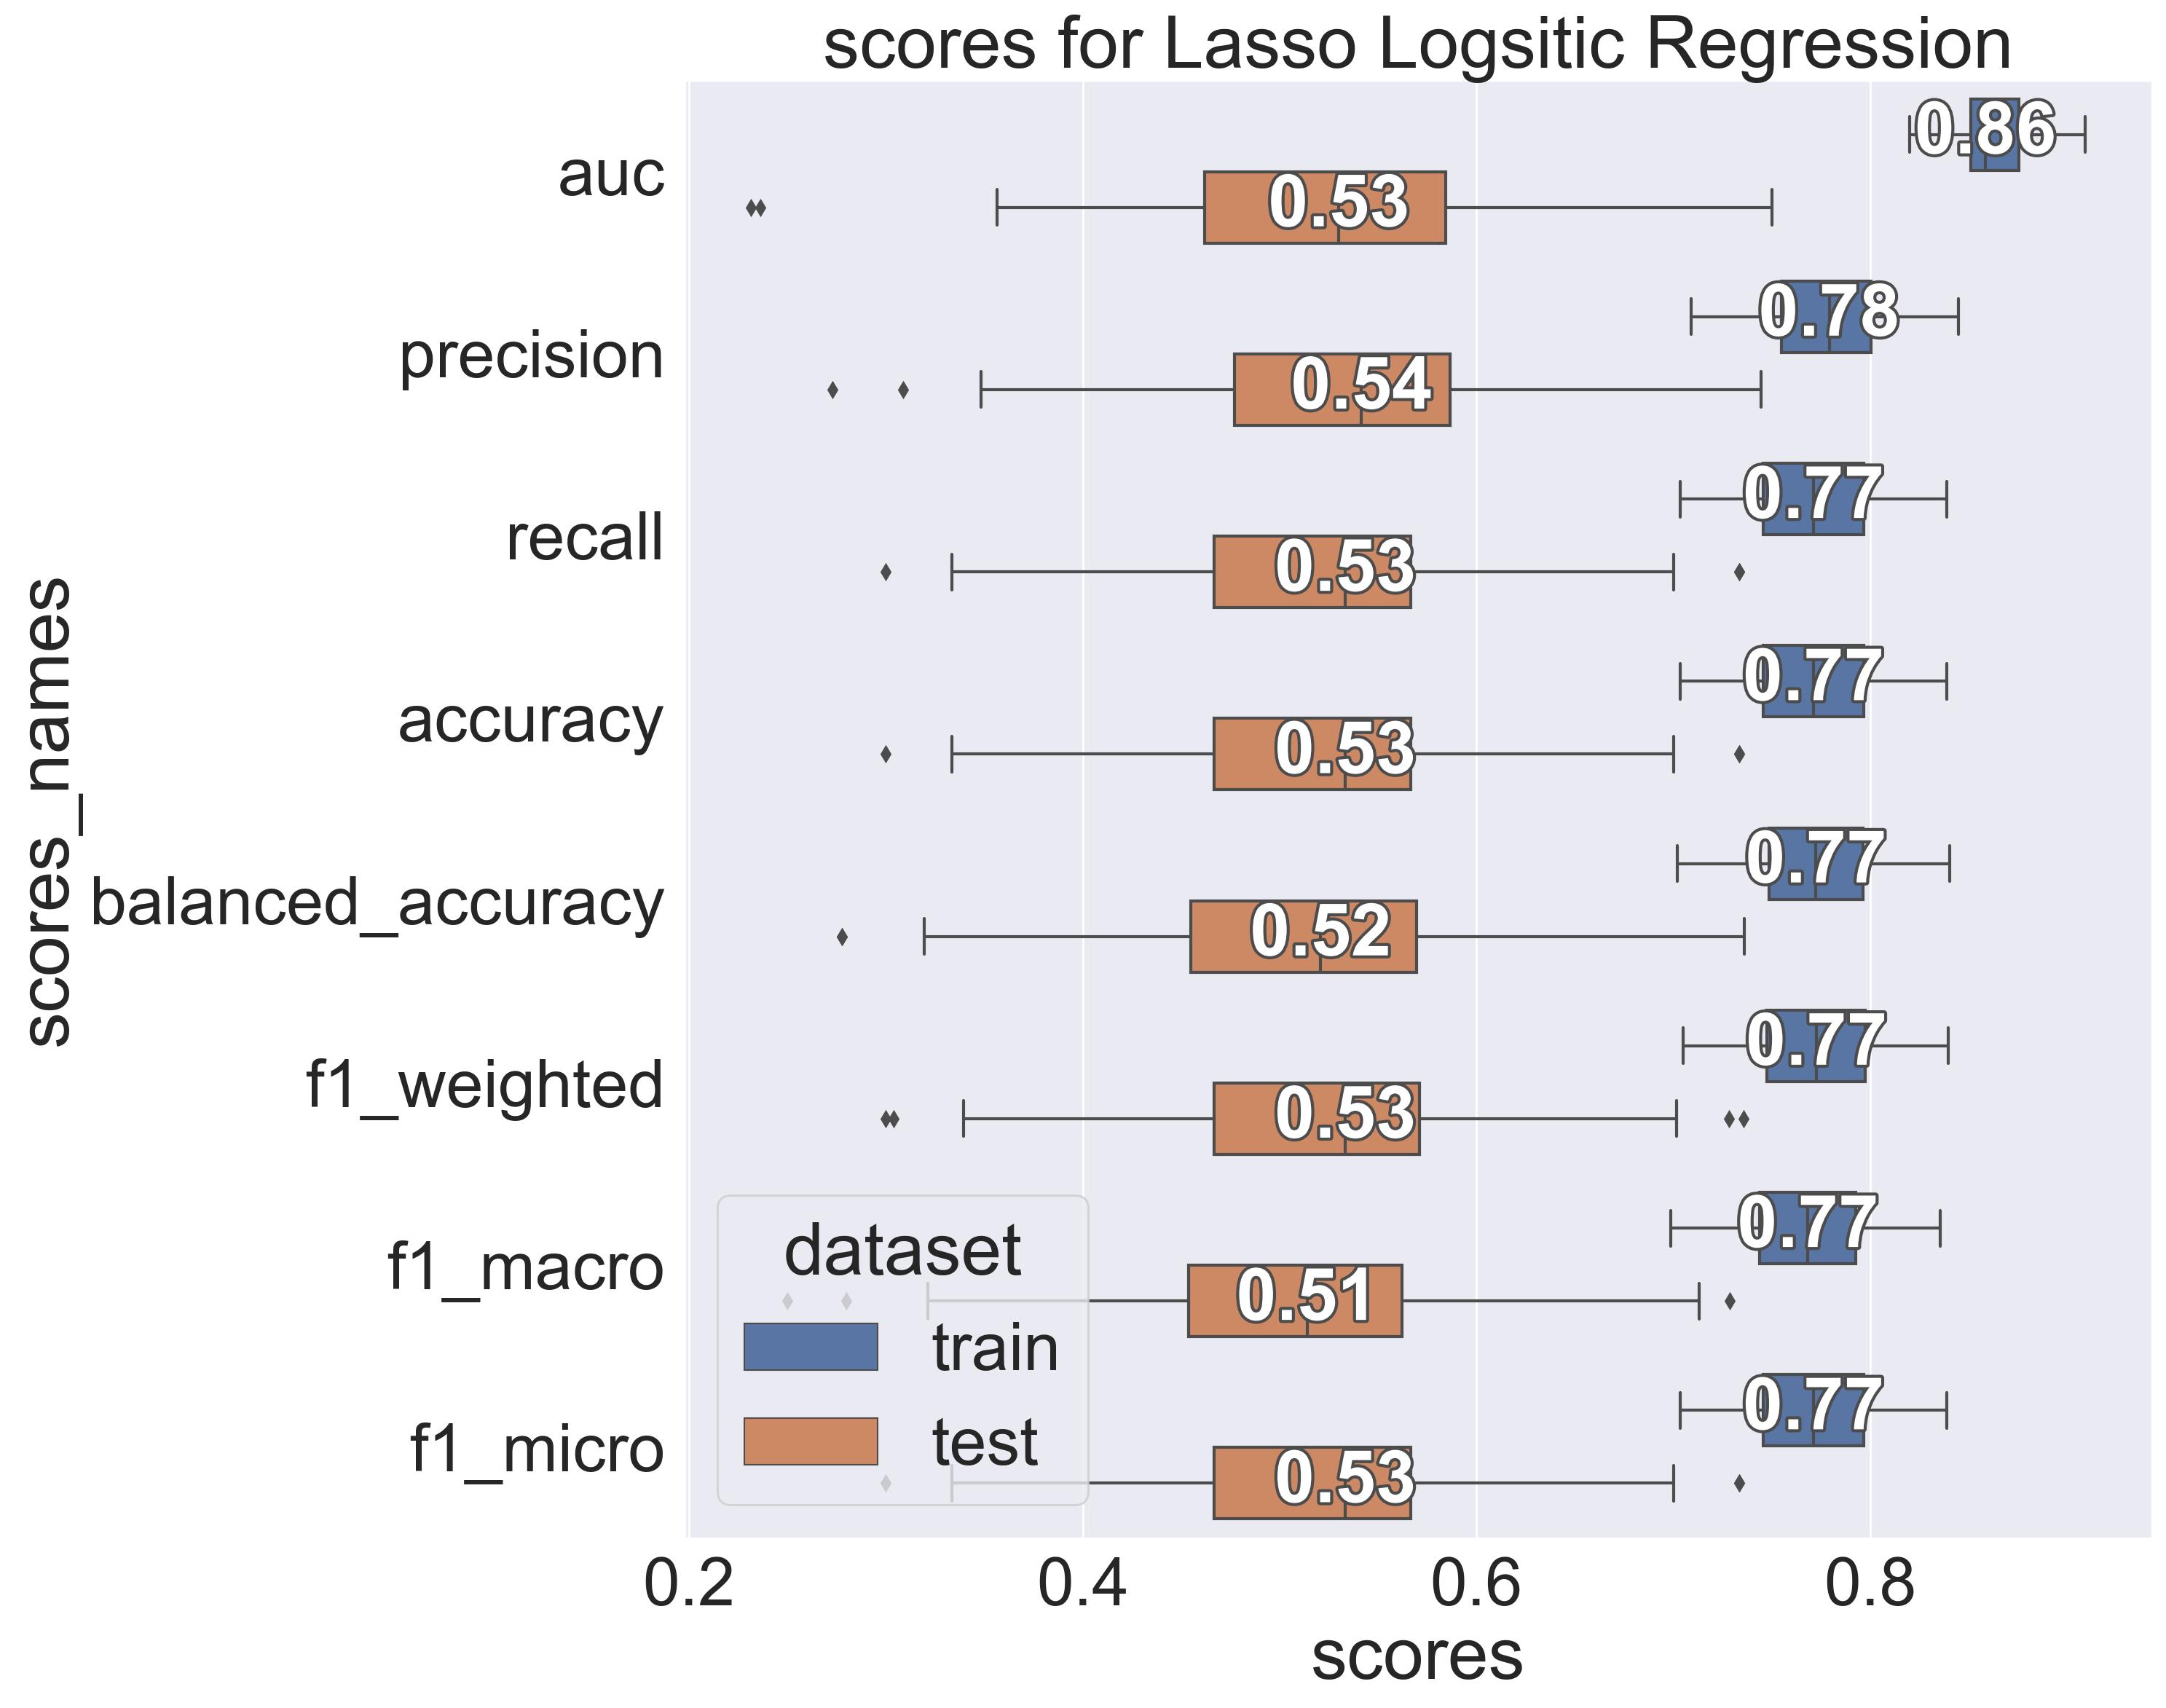 scores for Lasso Logsitic Regression
auc
0.86
0.53
precision
0.78
0.54
recall
0.77
0.53
accuracy
0.77
0.53
balanced_accuracy
0.77
0.52
f1_weighted
0.77
0.53
f1_macro
0.77
0.51
f1_micro
0.77
0.53
scores_names
dataset
train
test
0.2 0.4 0.6 0.8
scores